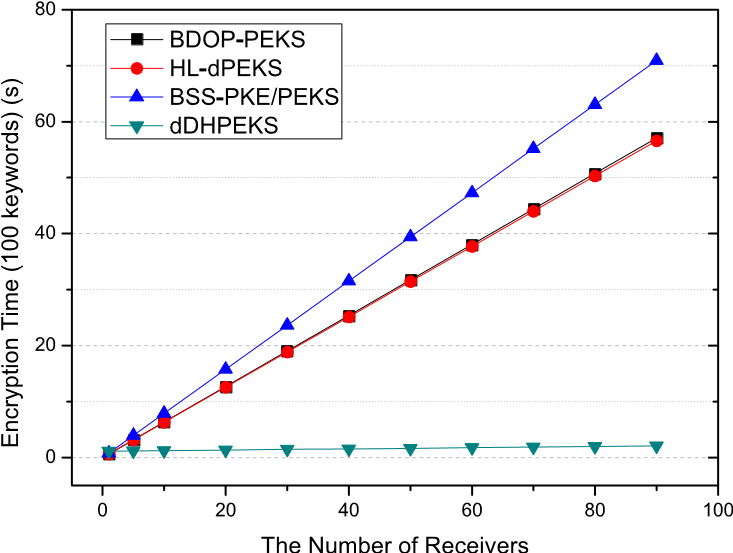 80
60
40
20
0
0
20
40
60
80
100
Encryption Time (100 keywords) (s)
The Number of Receivers
BDOP-PEKS
HL-dPEKS
BSS-PKE/PEKS
dDHPEKS